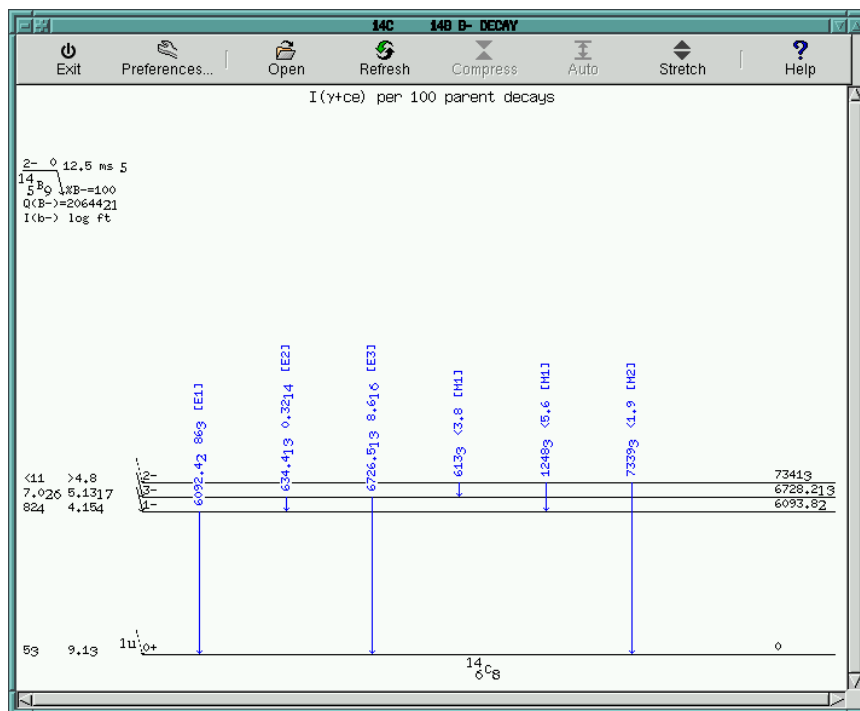 14C 14B B- DECAY
Exit Preferences... Open Refresh Compress Auto Stretch Help
I(γ+ce) per 100 parent decays
2- 0 12.5 ms 5
14 5 B 9 %B-=100
Q(B-)=2064421
I(b-) log ft
6092.42 863 [E1]
634.413 0.3214 [E2]
6726.513 8.616 [E3]
6133 <3.8 [M1]
12483 <5.6 [M1]
73393 <1.9 [M2]
<11 >4.8 2- 73413
7.026 5.1317 3- 6728.213
824 4.154 1- 6093.82
53 9.13 1u 0+ 0
14 6 C 8